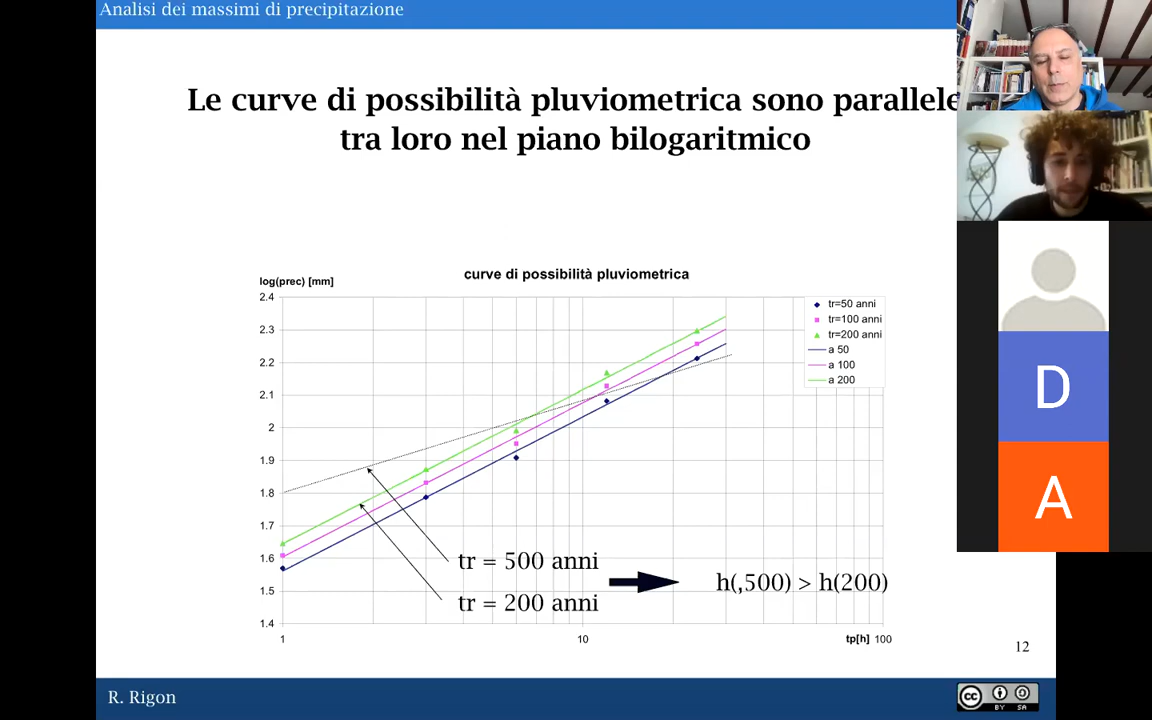 Analisi dei massimi di precipitazione
Le curve di possibilità pluviometrica sono parallele
tra loro nel piano bilogaritmico
curve di possibilità pluviometrica
log(prec) [mm]
2.4
2.3
2.2
2.1
2
1.9
1.8
1.7
1.6
1.5
1.4
1
10
tp[h]
100
tr=50 anni
tr=100 anni
tr=200 anni
a 50
a 100
a 200
tr = 500 anni
tr = 200 anni
h(,500) > h(200)
12
R. Rigon
cc
BY SA
D
A